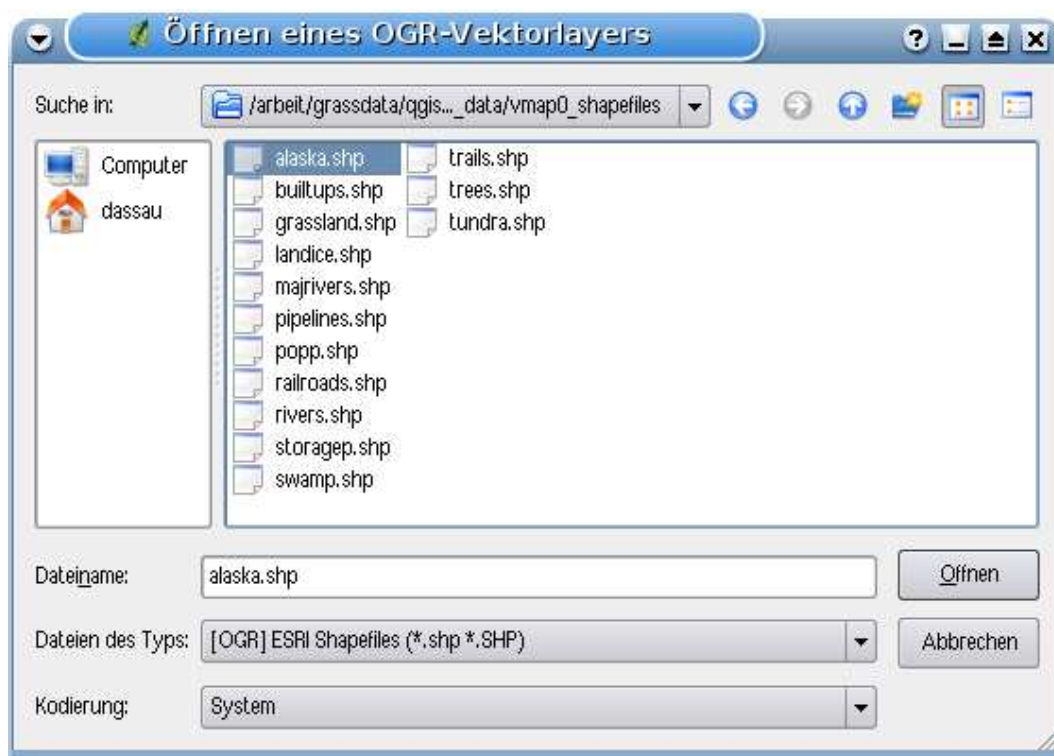 Öffnen eines OGR-Vektorlayers
Suche in:
/arbeit/grassdata/qgis..._data/vmap0_shapefiles
Computer
dassau
alaska.shp
builtups.shp
grassland.shp
landice.shp
majrivers.shp
pipelines.shp
popp.shp
railroads.shp
rivers.shp
storagep.shp
swamp.shp
trails.shp
trees.shp
tundra.shp
Dateiname:
alaska.shp
Öffnen
Dateien des Typs:
[OGR] ESRI Shapefiles (*.shp *.SHP)
Abbrechen
Kodierung:
System